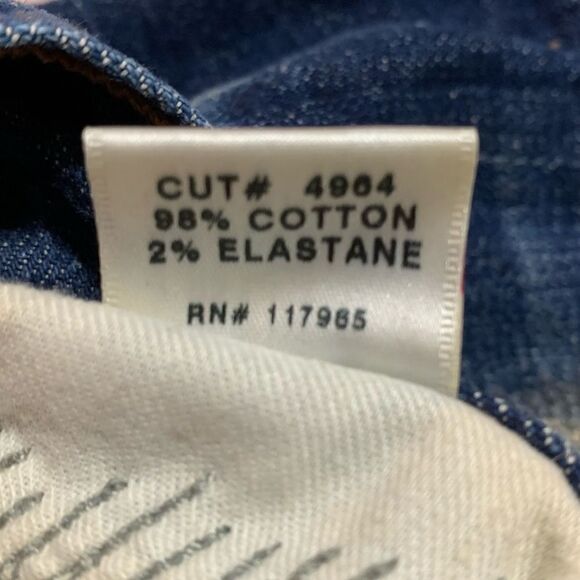 CUT# 4964
98% COTTON
2% ELASTANE
RN# 117965